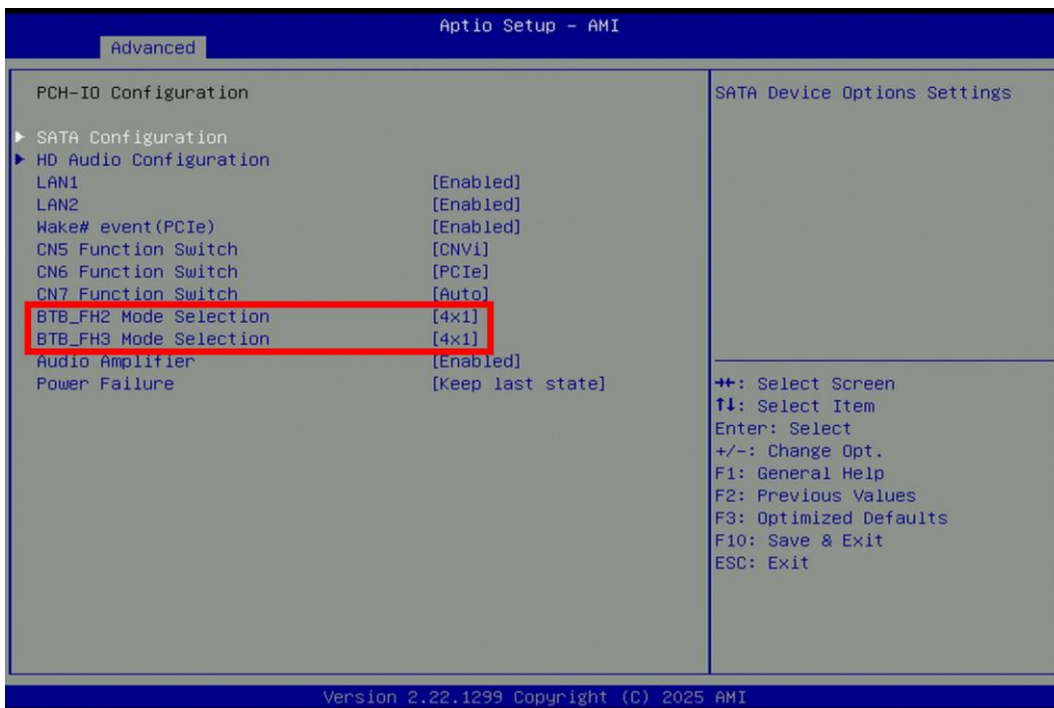 Aptio Setup - AMI
Advanced
PCH-IO Configuration
SATA Configuration
HD Audio Configuration
LAN1 [Enabled]
LAN2 [Enabled]
Wake# event(PCIe) [Enabled]
CN5 Function Switch [CNVi]
CN6 Function Switch [PCIe]
CN7 Function Switch [Auto]
BTB_FH2 Mode Selection [4x1]
BTB_FH3 Mode Selection [4x1]
Audio Amplifier [Enabled]
Power Failure [Keep last state]
SATA Device Options Settings
→←: Select Screen
↑↓: Select Item
Enter: Select
+/-: Change Opt.
F1: General Help
F2: Previous Values
F3: Optimized Defaults
F10: Save & Exit
ESC: Exit
Version 2.22.1299 Copyright (C) 2025 AMI